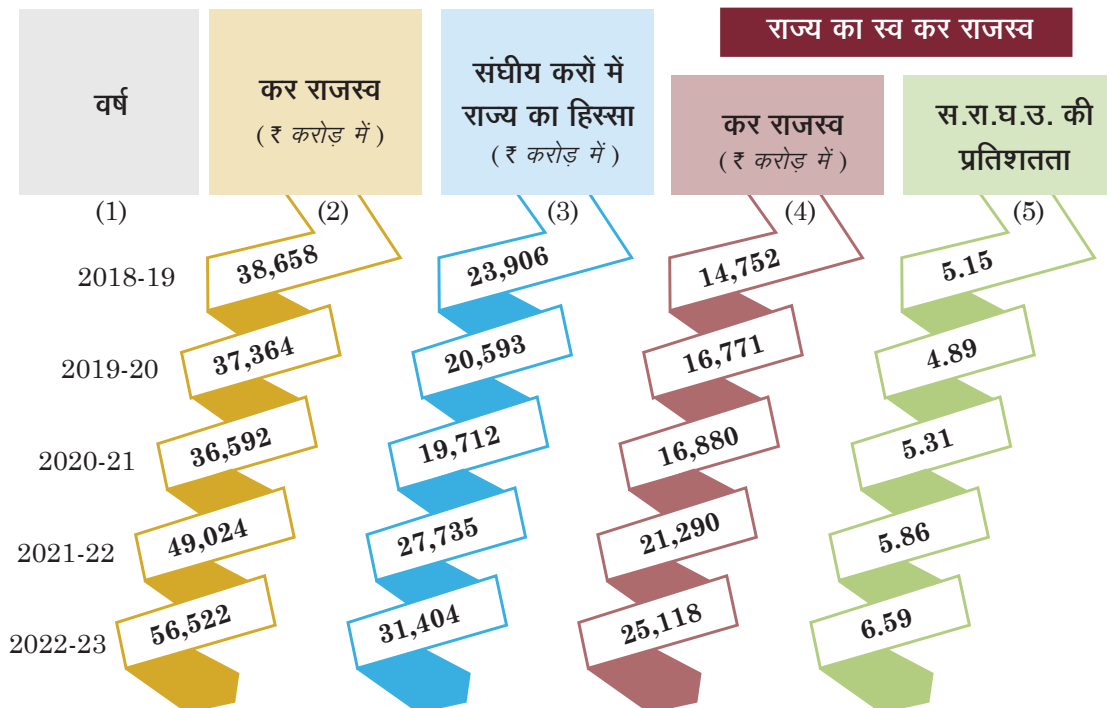 राज्य का स्व कर राजस्व
वर्ष
कर राजस्व
(₹ करोड़ में)
संघीय करों में
राज्य का हिस्सा
(₹ करोड़ में)
कर राजस्व
(₹ करोड़ में)
स.रा.घ.उ. की
प्रतिशतता
(1) (2) (3) (4) (5)
2018-19 38,658 23,906 14,752 5.15
2019-20 37,364 20,593 16,771 4.89
2020-21 36,592 19,712 16,880 5.31
2021-22 49,024 27,735 21,290 5.86
2022-23 56,522 31,404 25,118 6.59